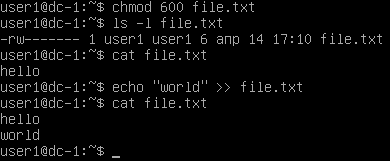 user1@dc-1:~$ chmod 600 file.txt
user1@dc-1:~$ ls -l file.txt
-rw------- 1 user1 user1 6 апр 14 17:10 file.txt
user1@dc-1:~$ cat file.txt
hello
user1@dc-1:~$ echo "world" >> file.txt
user1@dc-1:~$ cat file.txt
hello
world
user1@dc-1:~$ _